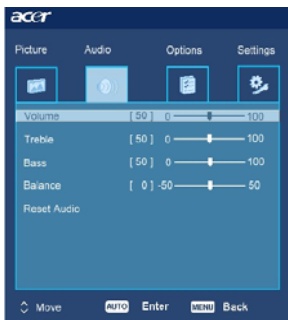 acer
Picture Audio Options Settings
Volume [ 50 ] 0 100
Treble [ 50 ] 0 100
Bass [ 50 ] 0 100
Balance [ 0 ] -50 50
Reset Audio
Move AUTO Enter MENU Back